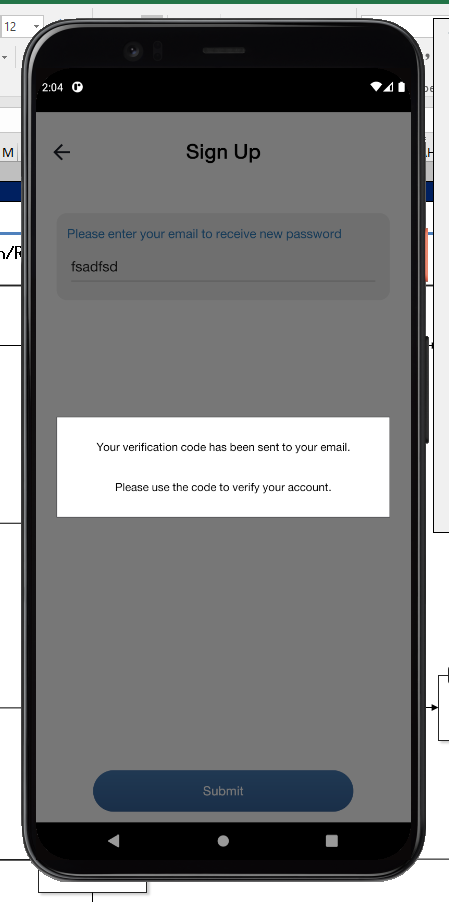 12
2:04
M
Sign Up
Please enter your email to receive new password
fsadfsd
Your verification code has been sent to your email.
Please use the code to verify your account.
Submit